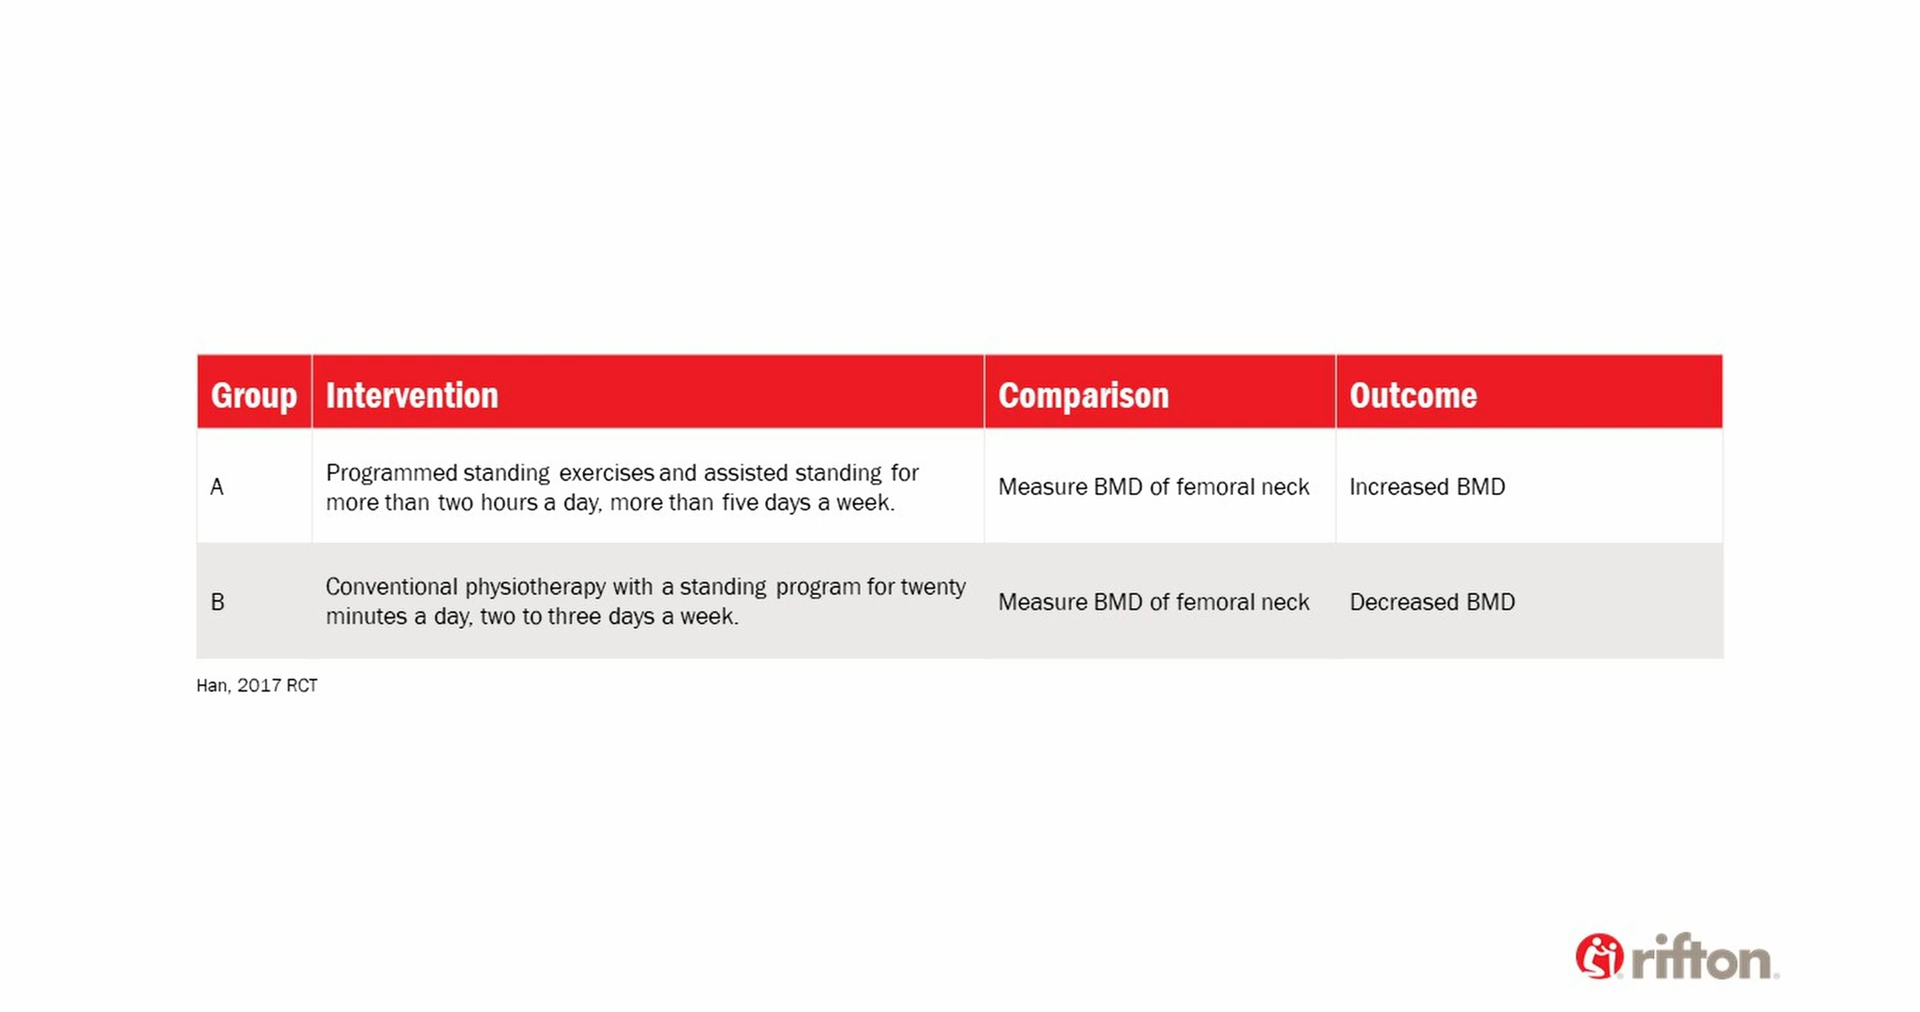 Group Intervention Comparison Outcome
A
Programmed standing exercises and assisted standing for
more than two hours a day, more than five days a week.
Measure BMD of femoral neck
Increased BMD
B
Conventional physiotherapy with a standing program for twenty
minutes a day, two to three days a week.
Measure BMD of femoral neck
Decreased BMD
Han, 2017 RCT
rifton